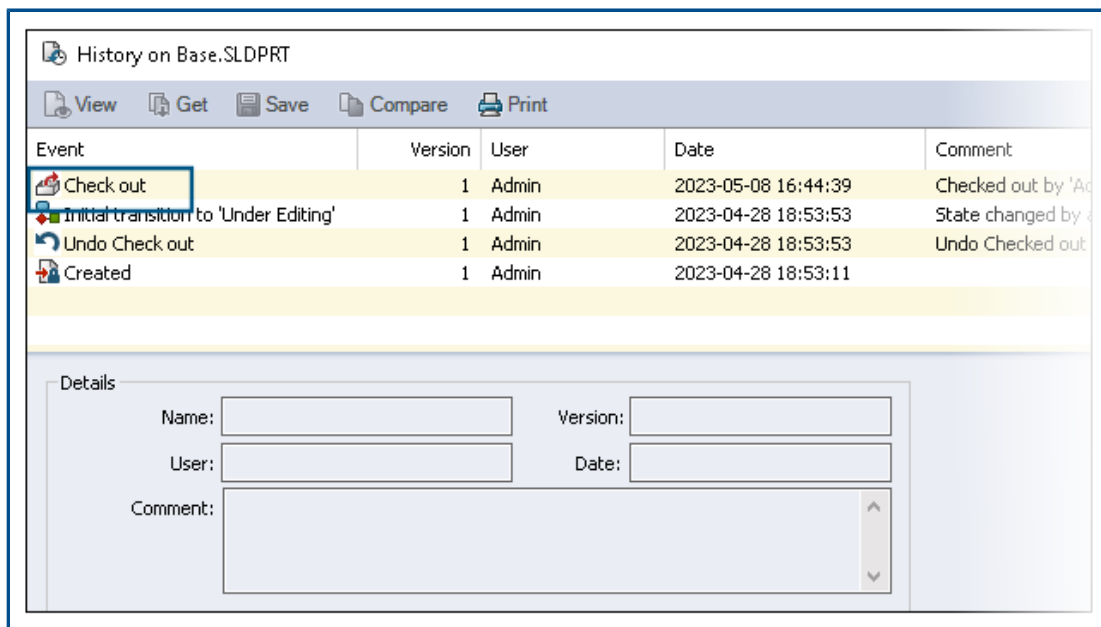 History on Base.SLDPRT
View Get Save Compare Print
Event Version User Date Comment
Check out 1 Admin 2023-05-08 16:44:39 Checked out by
Initial transition to 'Under Editing' 1 Admin 2023-04-28 18:53:53 State changed by
Undo Check out 1 Admin 2023-04-28 18:53:53 Undo Checked out
Created 1 Admin 2023-04-28 18:53:11
Details
Name: Version:
User: Date:
Comment: